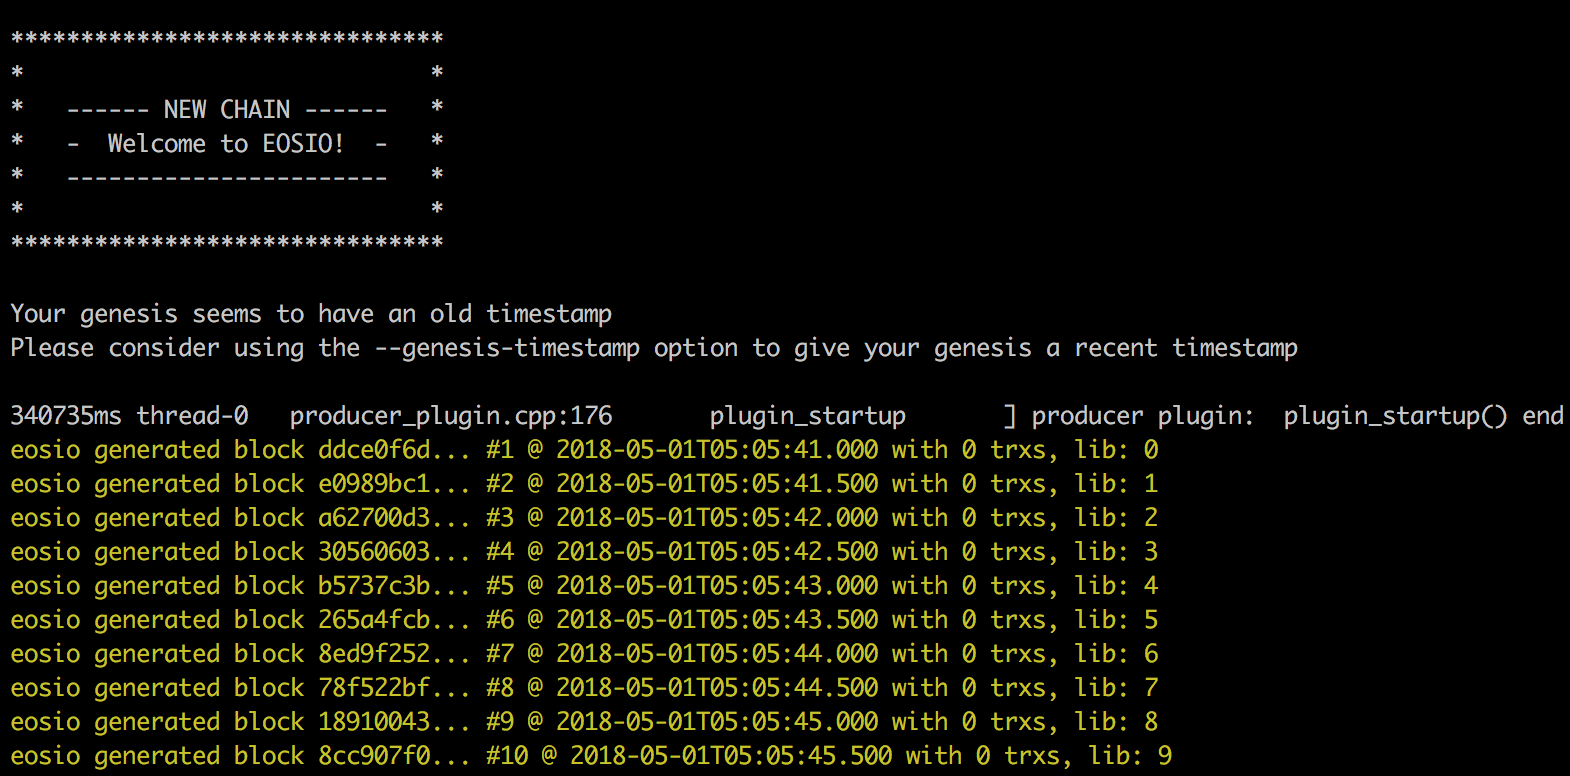 *******************************
*                             *
*   ------ NEW CHAIN ------   *
*   -  Welcome to EOSIO!  -   *
*   -----------------------   *
*                             *
*******************************
Your genesis seems to have an old timestamp
Please consider using the --genesis-timestamp option to give your genesis a recent timestamp
340735ms thread-0   producer_plugin.cpp:176       plugin_startup       ] producer plugin:  plugin_startup() end
eosio generated block ddce0f6d... #1 @ 2018-05-01T05:05:41.000 with 0 trxs, lib: 0
eosio generated block e0989bc1... #2 @ 2018-05-01T05:05:41.500 with 0 trxs, lib: 1
eosio generated block a62700d3... #3 @ 2018-05-01T05:05:42.000 with 0 trxs, lib: 2
eosio generated block 30560603... #4 @ 2018-05-01T05:05:42.500 with 0 trxs, lib: 3
eosio generated block b5737c3b... #5 @ 2018-05-01T05:05:43.000 with 0 trxs, lib: 4
eosio generated block 265a4fcb... #6 @ 2018-05-01T05:05:43.500 with 0 trxs, lib: 5
eosio generated block 8ed9f252... #7 @ 2018-05-01T05:05:44.000 with 0 trxs, lib: 6
eosio generated block 78f522bf... #8 @ 2018-05-01T05:05:44.500 with 0 trxs, lib: 7
eosio generated block 18910043... #9 @ 2018-05-01T05:05:45.000 with 0 trxs, lib: 8
eosio generated block 8cc907f0... #10 @ 2018-05-01T05:05:45.500 with 0 trxs, lib: 9